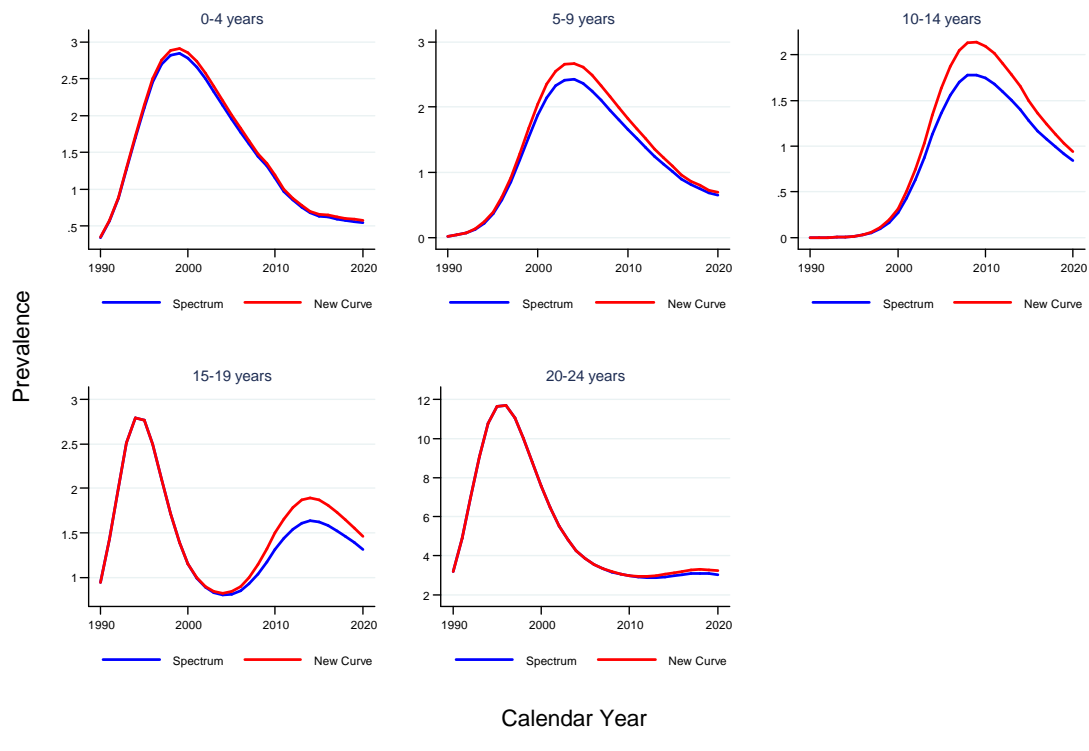 0-4 years
3
2.5
2
1.5
1
.5
1990 2000 2010 2020
Spectrum New Curve
5-9 years
3
2
1
0
1990 2000 2010 2020
Spectrum New Curve
10-14 years
2
1.5
1
.5
0
1990 2000 2010 2020
Spectrum New Curve
15-19 years
3
2.5
2
1.5
1
1990 2000 2010 2020
Spectrum New Curve
20-24 years
12
10
8
6
4
2
1990 2000 2010 2020
Spectrum New Curve
Prevalence
Calendar Year